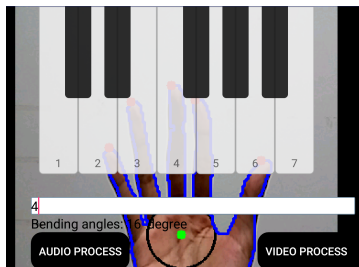 1 2 3 4 5 6 7
4
Bending angles: 16 degree
AUDIO PROCESS VIDEO PROCESS